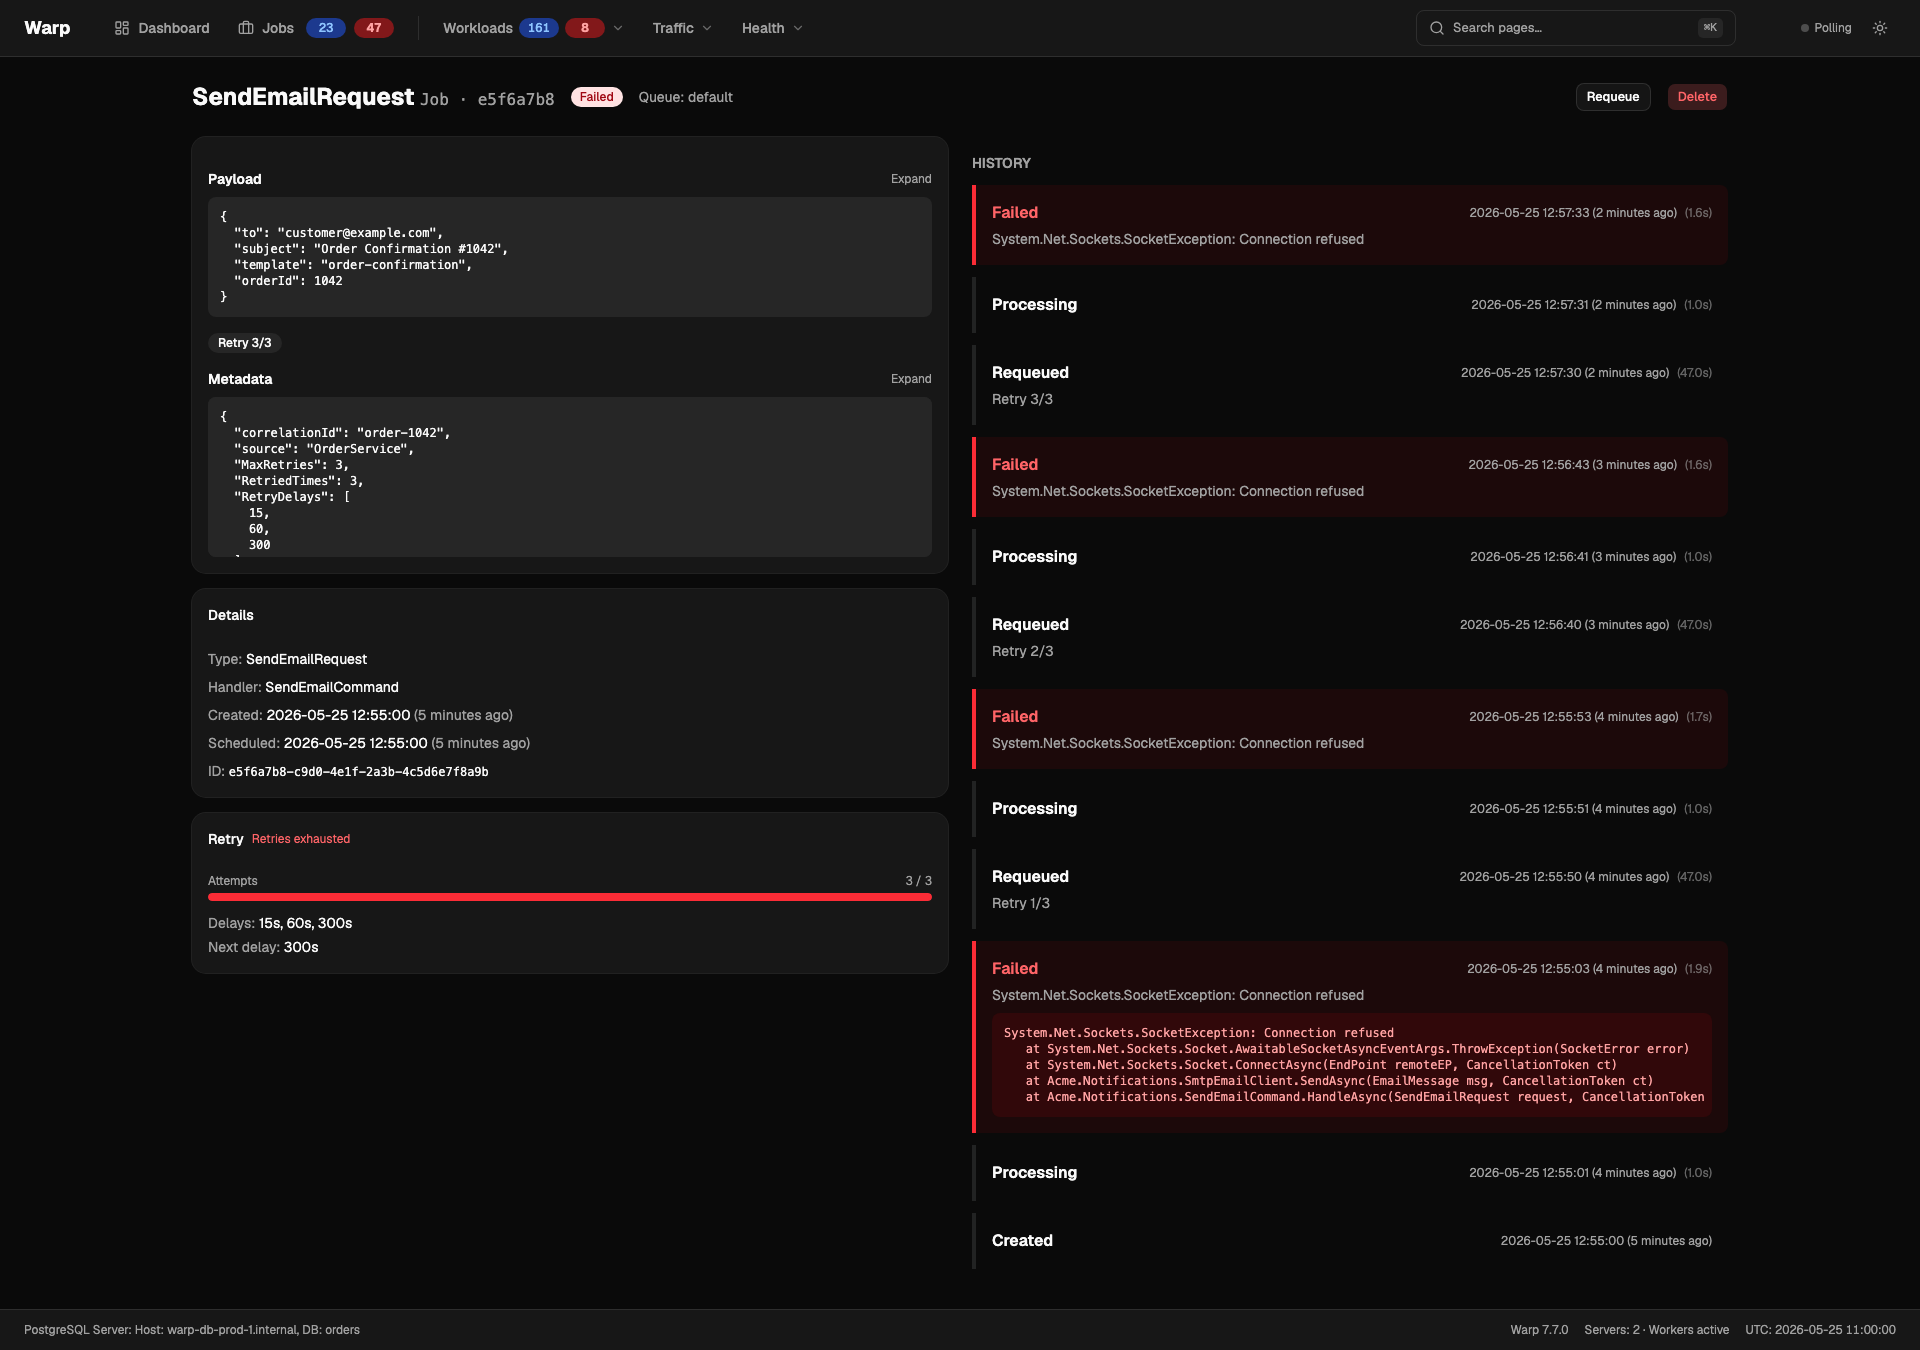 Warp
Dashboard
Jobs 23 47
Workloads 161 8
Traffic
Health
Search pages... ⌘K
Polling
SendEmailRequest Job · e5f6a7b8 Failed Queue: default
Requeue
Delete
Payload
Expand
{
"to": "customer@example.com",
"subject": "Order Confirmation #1042",
"template": "order-confirmation",
"orderId": 1042
}
Retry 3/3
Metadata
Expand
{
"correlationId": "order-1042",
"source": "OrderService",
"MaxRetries": 3,
"RetriedTimes": 3,
"RetryDelays": [
15,
60,
300
Details
Type: SendEmailRequest
Handler: SendEmailCommand
Created: 2026-05-25 12:55:00 (5 minutes ago)
Scheduled: 2026-05-25 12:55:00 (5 minutes ago)
ID: e5f6a7b8-c9d0-4e1f-2a3b-4c5d6e7f8a9b
Retry Retries exhausted
Attempts 3 / 3
Delays: 15s, 60s, 300s
Next delay: 300s
HISTORY
Failed 2026-05-25 12:57:33 (2 minutes ago) (1.6s)
System.Net.Sockets.SocketException: Connection refused
Processing 2026-05-25 12:57:31 (2 minutes ago) (1.0s)
Requeued 2026-05-25 12:57:30 (2 minutes ago) (47.0s)
Retry 3/3
Failed 2026-05-25 12:56:43 (3 minutes ago) (1.6s)
System.Net.Sockets.SocketException: Connection refused
Processing 2026-05-25 12:56:41 (3 minutes ago) (1.0s)
Requeued 2026-05-25 12:56:40 (3 minutes ago) (47.0s)
Retry 2/3
Failed 2026-05-25 12:55:53 (4 minutes ago) (1.7s)
System.Net.Sockets.SocketException: Connection refused
Processing 2026-05-25 12:55:51 (4 minutes ago) (1.0s)
Requeued 2026-05-25 12:55:50 (4 minutes ago) (47.0s)
Retry 1/3
Failed 2026-05-25 12:55:03 (4 minutes ago) (1.9s)
System.Net.Sockets.SocketException: Connection refused
System.Net.Sockets.SocketException: Connection refused
at System.Net.Sockets.Socket.AwaitableSocketAsyncEventArgs.ThrowException(SocketError error)
at System.Net.Sockets.Socket.ConnectAsync(EndPoint remoteEP, CancellationToken ct)
at Acme.Notifications.SmtpEmailClient.SendAsync(EmailMessage msg, CancellationToken ct)
at Acme.Notifications.SendEmailCommand.HandleAsync(SendEmailRequest request, CancellationToken
Processing 2026-05-25 12:55:01 (4 minutes ago) (1.0s)
Created 2026-05-25 12:55:00 (5 minutes ago)
PostgreSQL Server: Host: warp-db-prod-1.internal, DB: orders
Warp 7.7.0
Servers: 2 · Workers active
UTC: 2026-05-25 11:00:00